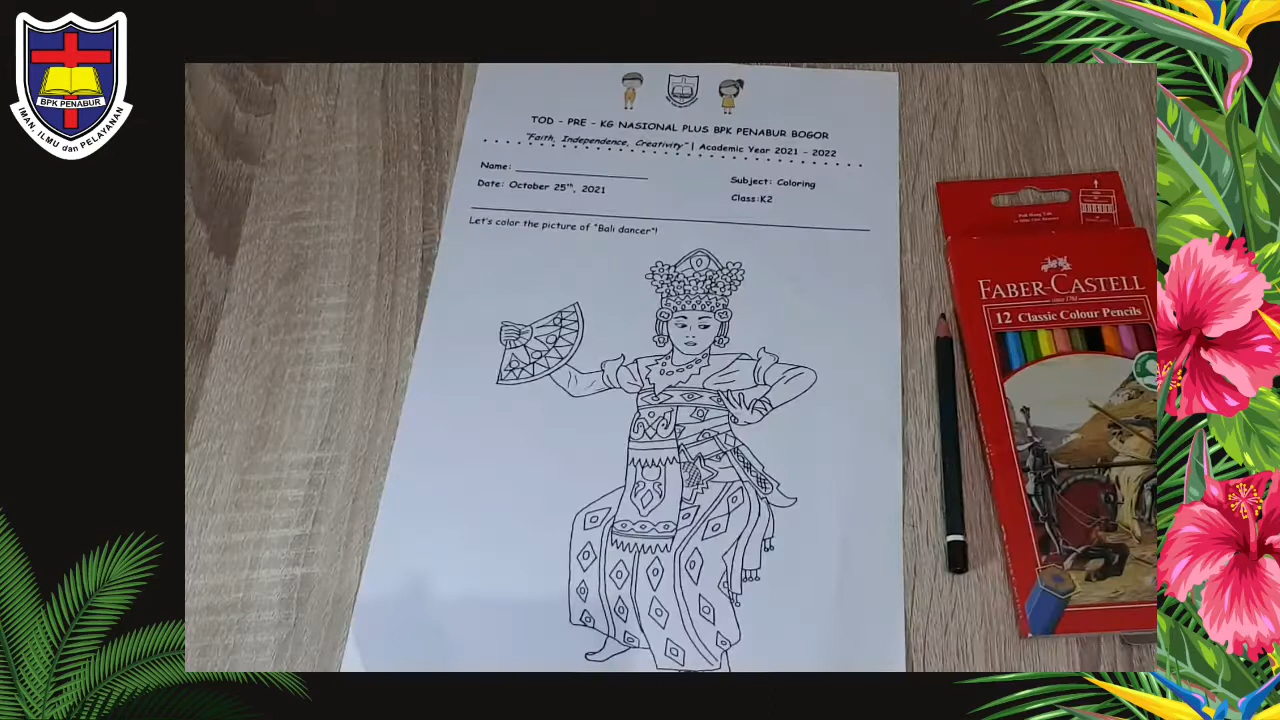 BPK PENABUR
IMAN, ILMU dan PELAYANAN
TOD - PRE - KG NASIONAL PLUS BPK PENABUR BOGOR
"Faith, Independence, Creativity" | Academic Year 2021 - 2022
Name: _______________
Subject: Coloring
Date: October 25th, 2021
Class:K2
Let's color the picture of "Bali dancer"!
FABER-CASTELL
since 1761
12 Classic Colour Pencils